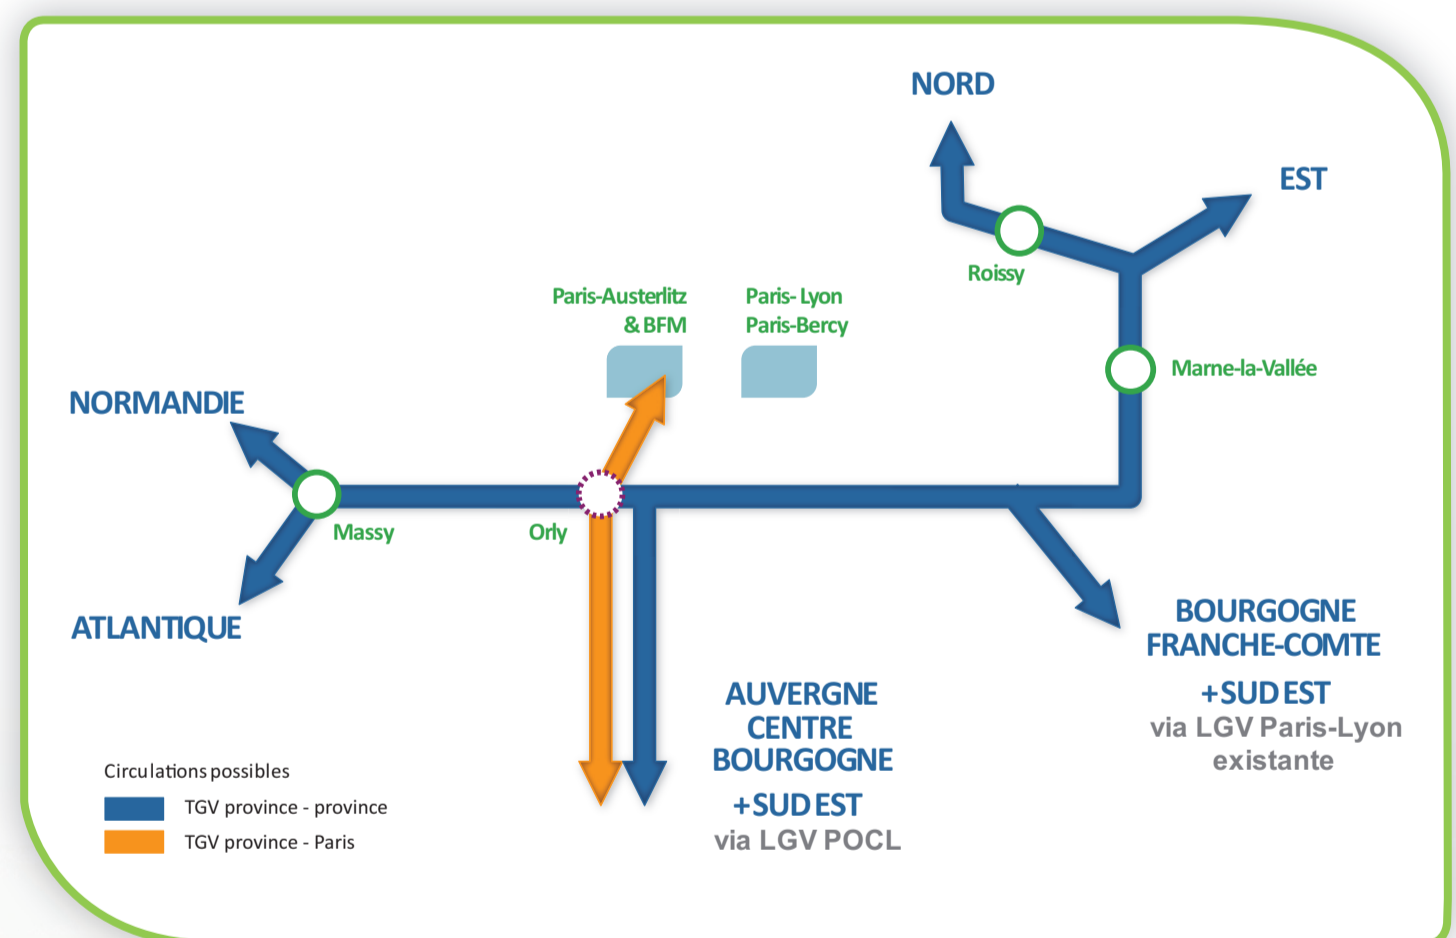 NORD
EST
Roissy
Paris-Austerlitz
& BFM
Paris- Lyon
Paris-Bercy
Marne-la-Vallée
NORMANDIE
Massy
Orly
ATLANTIQUE
BOURGOGNE
FRANCHE-COMTE
+SUD EST
via LGV Paris-Lyon
existante
AUVERGNE
CENTRE
BOURGOGNE
+SUD EST
via LGV POCL
Circulations possibles
TGV province - province
TGV province - Paris